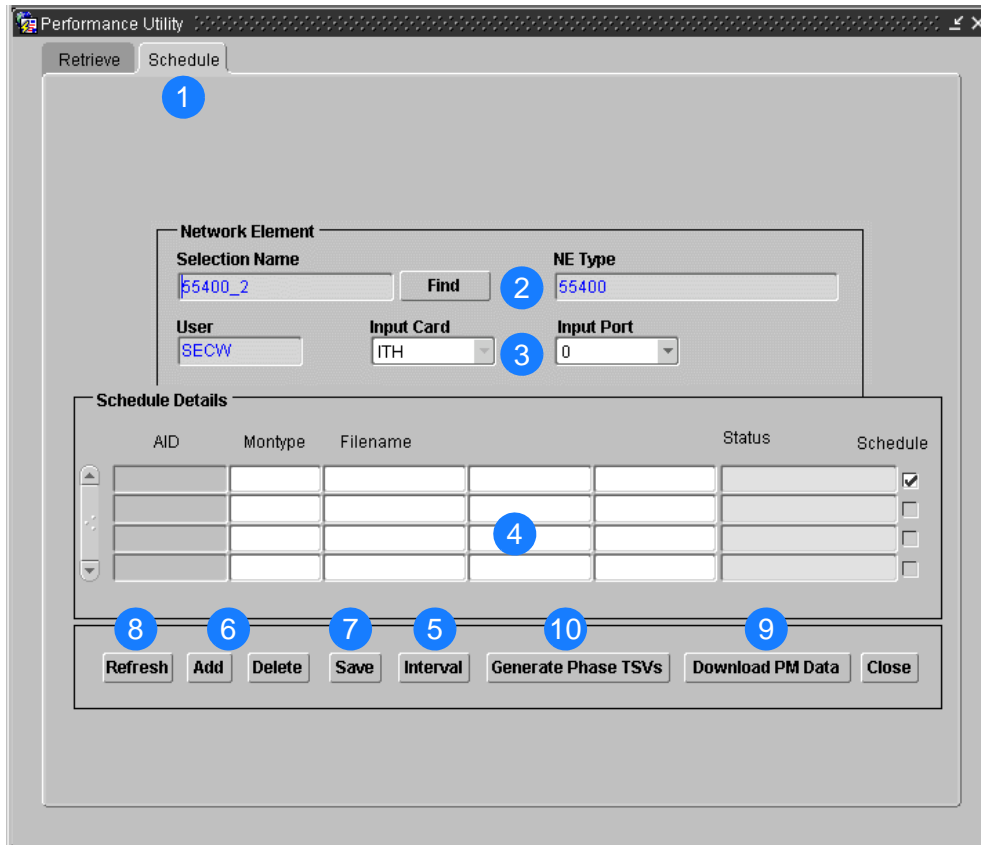 Performance Utility
Retrieve Schedule
1
Network Element
Selection Name NE Type
55400_2 Find 2 55400
User Input Card Input Port
SECW ITH 3 0
Schedule Details
AID Montype Filename Status Schedule
4
8 6 7 5 10 9
Refresh Add Delete Save Interval Generate Phase TSVs Download PM Data Close